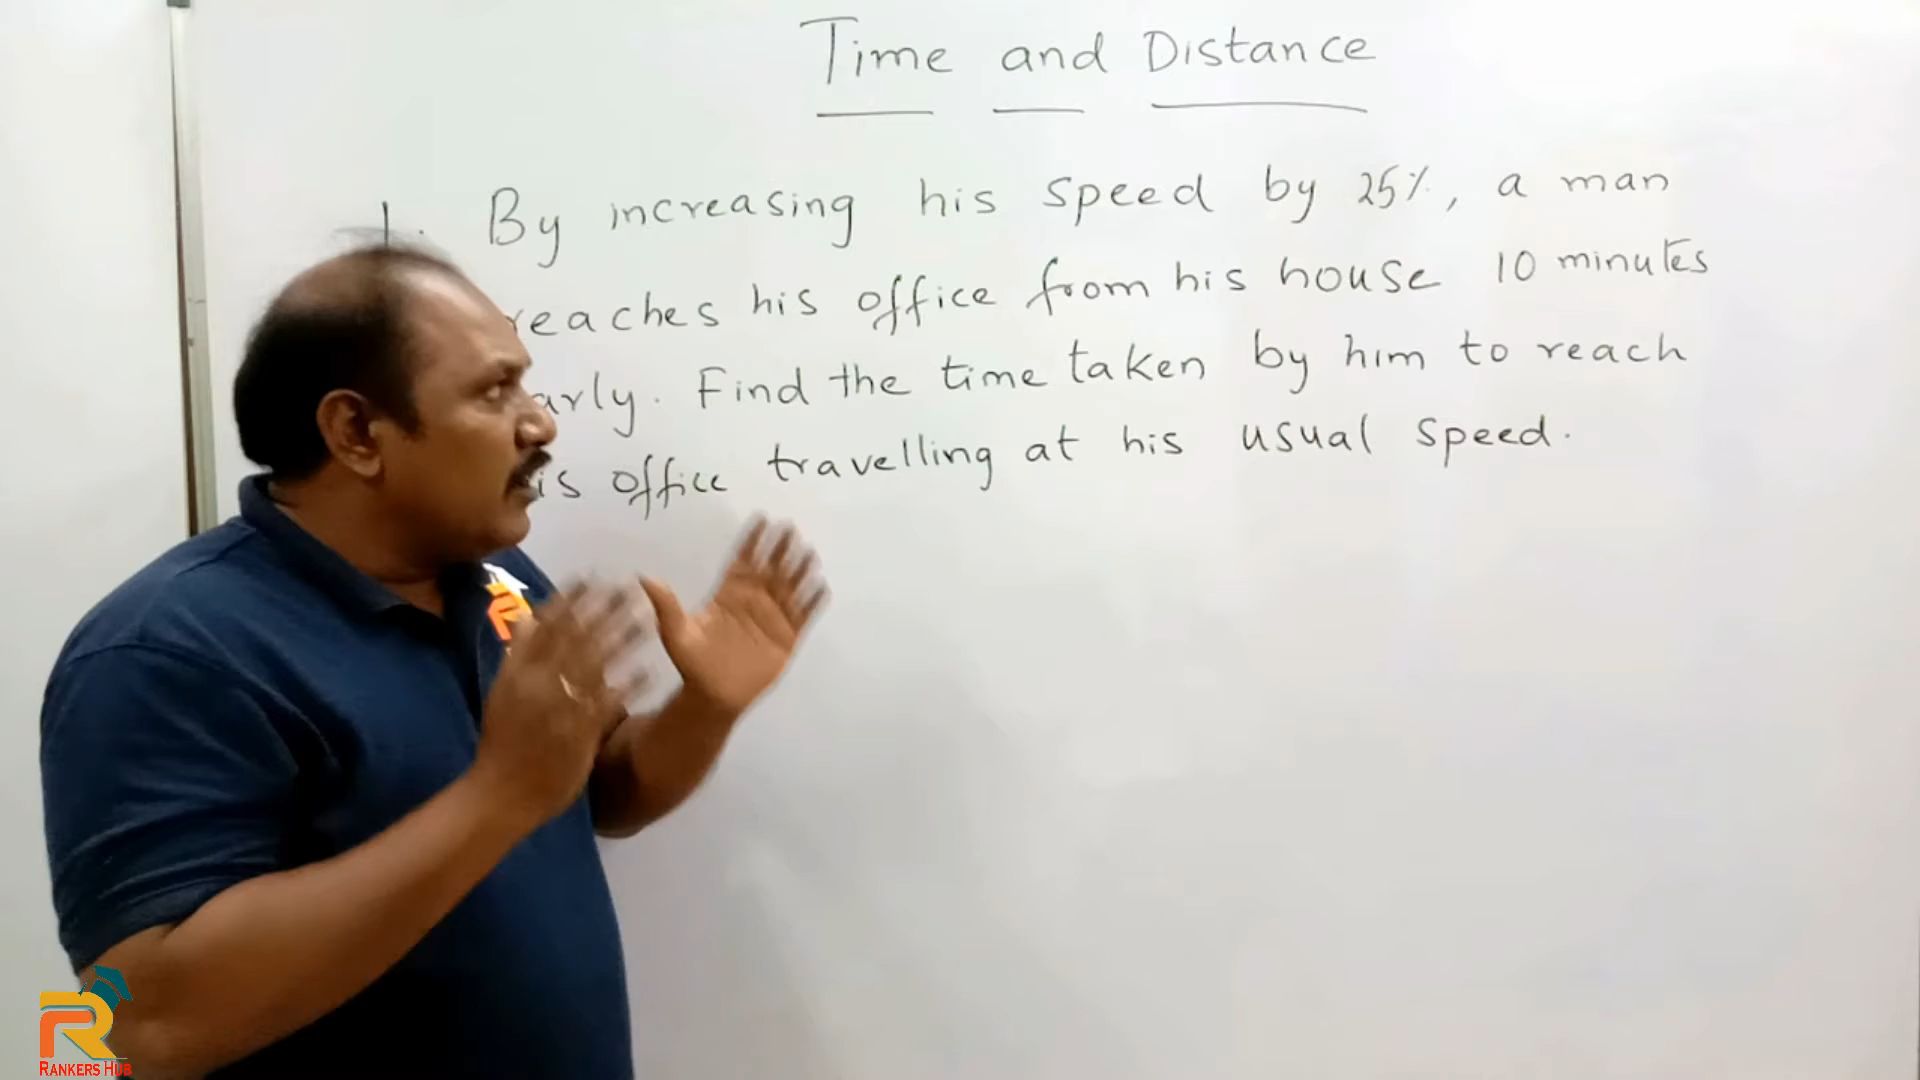 Time and Distance
1. By increasing his speed by 25%, a man
reaches his office from his house 10 minutes
arly. Find the time taken by him to reach
is office travelling at his usual speed.
R
RANKERS HUB